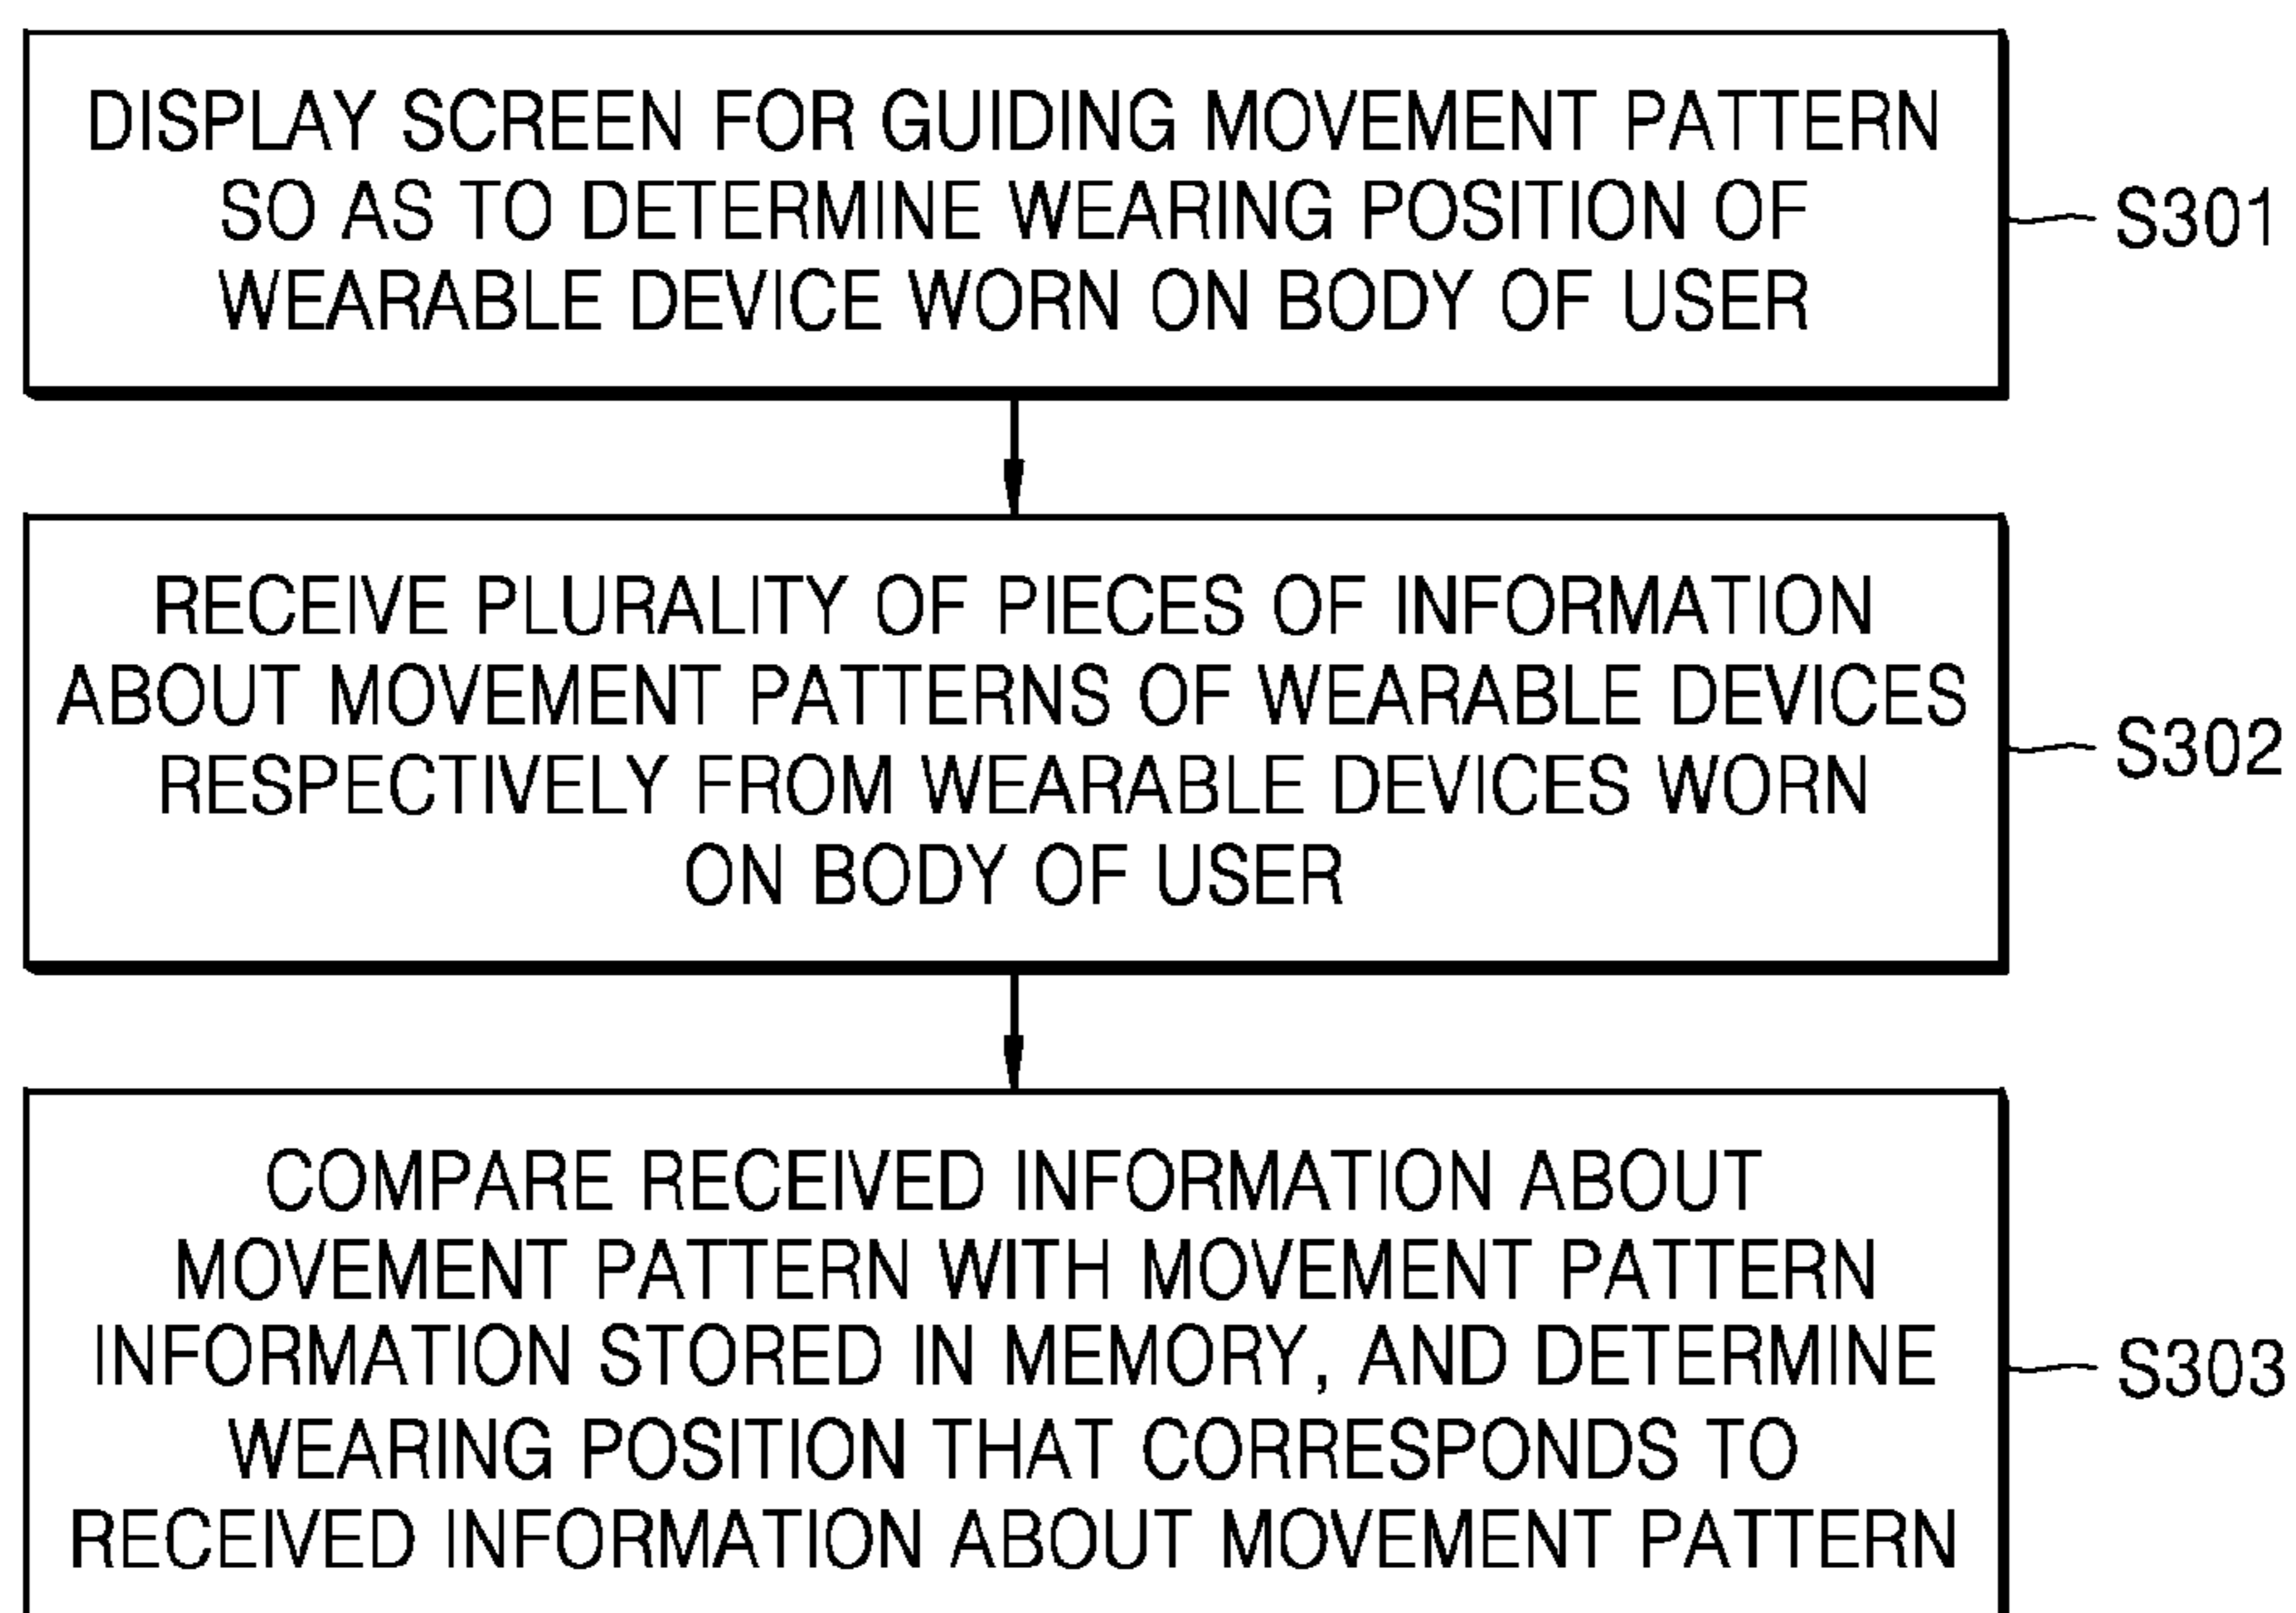 DISPLAY SCREEN FOR GUIDING MOVEMENT PATTERN
SO AS TO DETERMINE WEARING POSITION OF
WEARABLE DEVICE WORN ON BODY OF USER
S301
RECEIVE PLURALITY OF PIECES OF INFORMATION
ABOUT MOVEMENT PATTERNS OF WEARABLE DEVICES
RESPECTIVELY FROM WEARABLE DEVICES WORN
ON BODY OF USER
S302
COMPARE RECEIVED INFORMATION ABOUT
MOVEMENT PATTERN WITH MOVEMENT PATTERN
INFORMATION STORED IN MEMORY, AND DETERMINE
WEARING POSITION THAT CORRESPONDS TO
RECEIVED INFORMATION ABOUT MOVEMENT PATTERN
S303